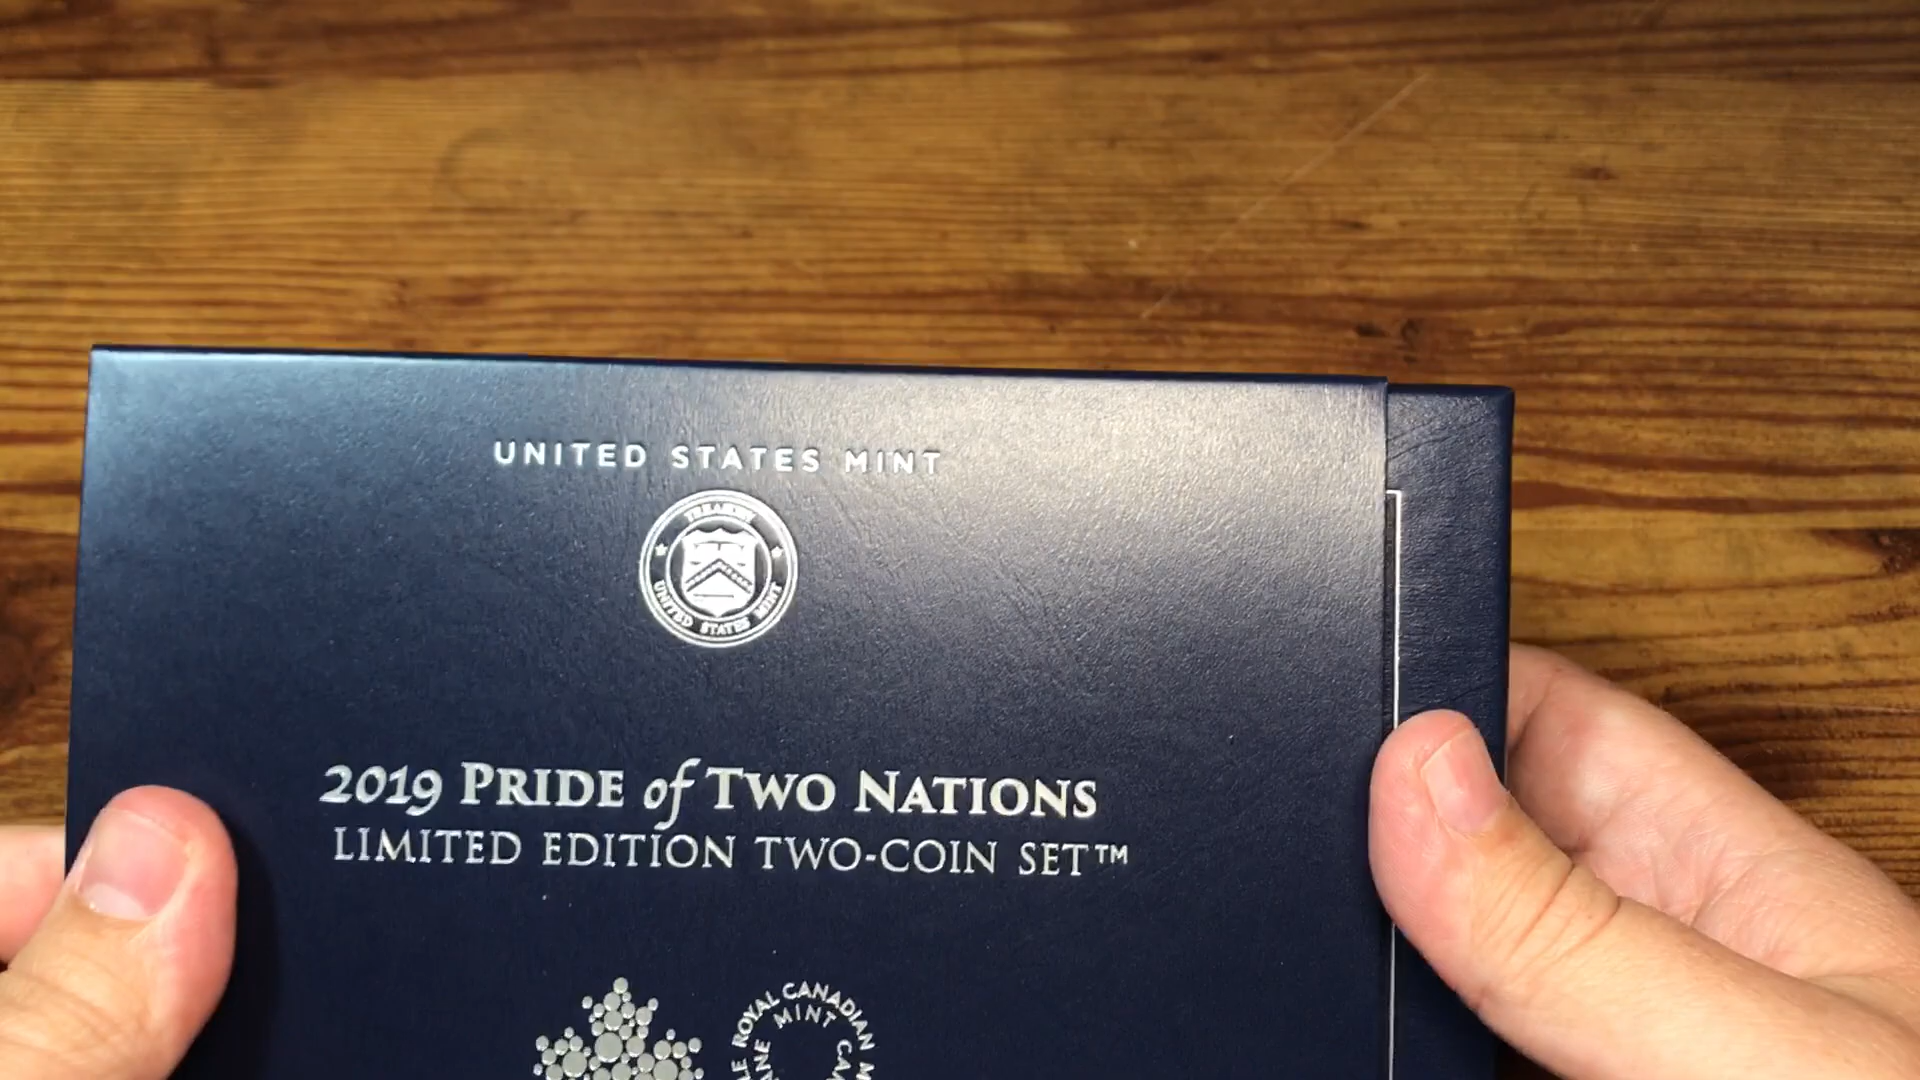 UNITED STATES MINT
TREASURY
UNITED STATES MINT
2019 PRIDE of TWO NATIONS
LIMITED EDITION TWO-COIN SET™
ROYAL CANADIAN
MINT